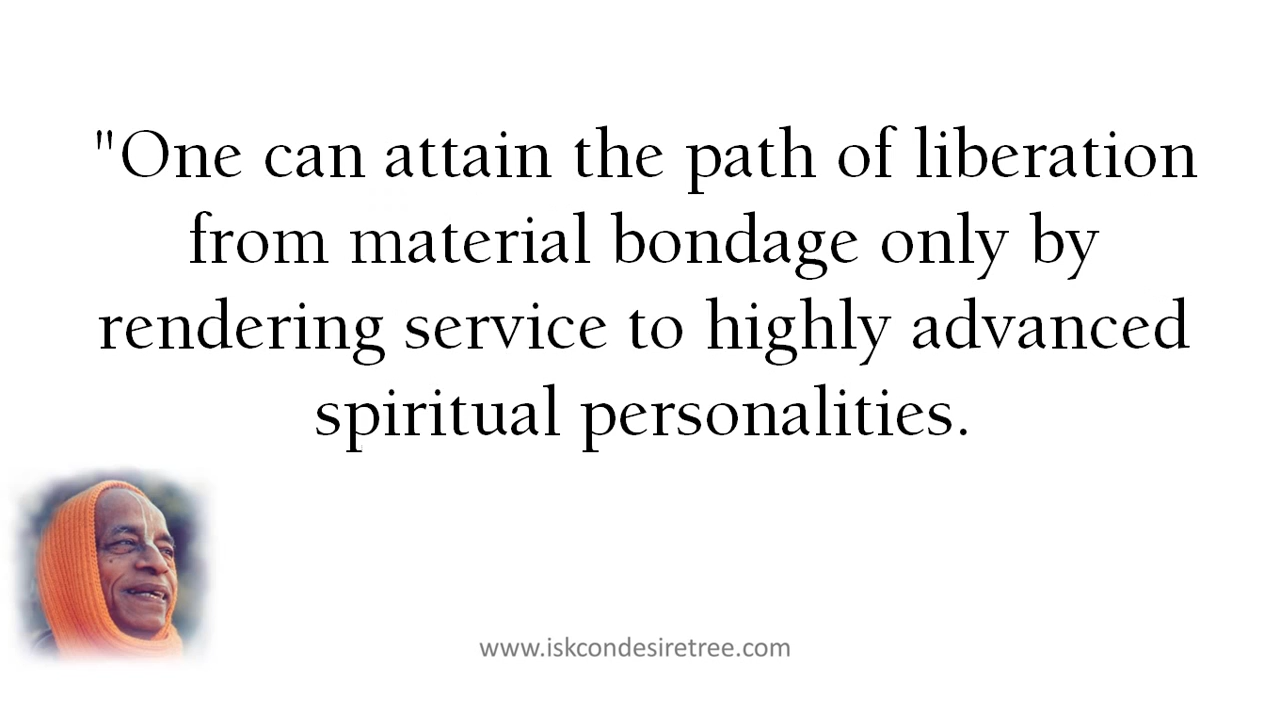 "One can attain the path of liberation
from material bondage only by
rendering service to highly advanced
spiritual personalities.
www.iskcondesiretree.com